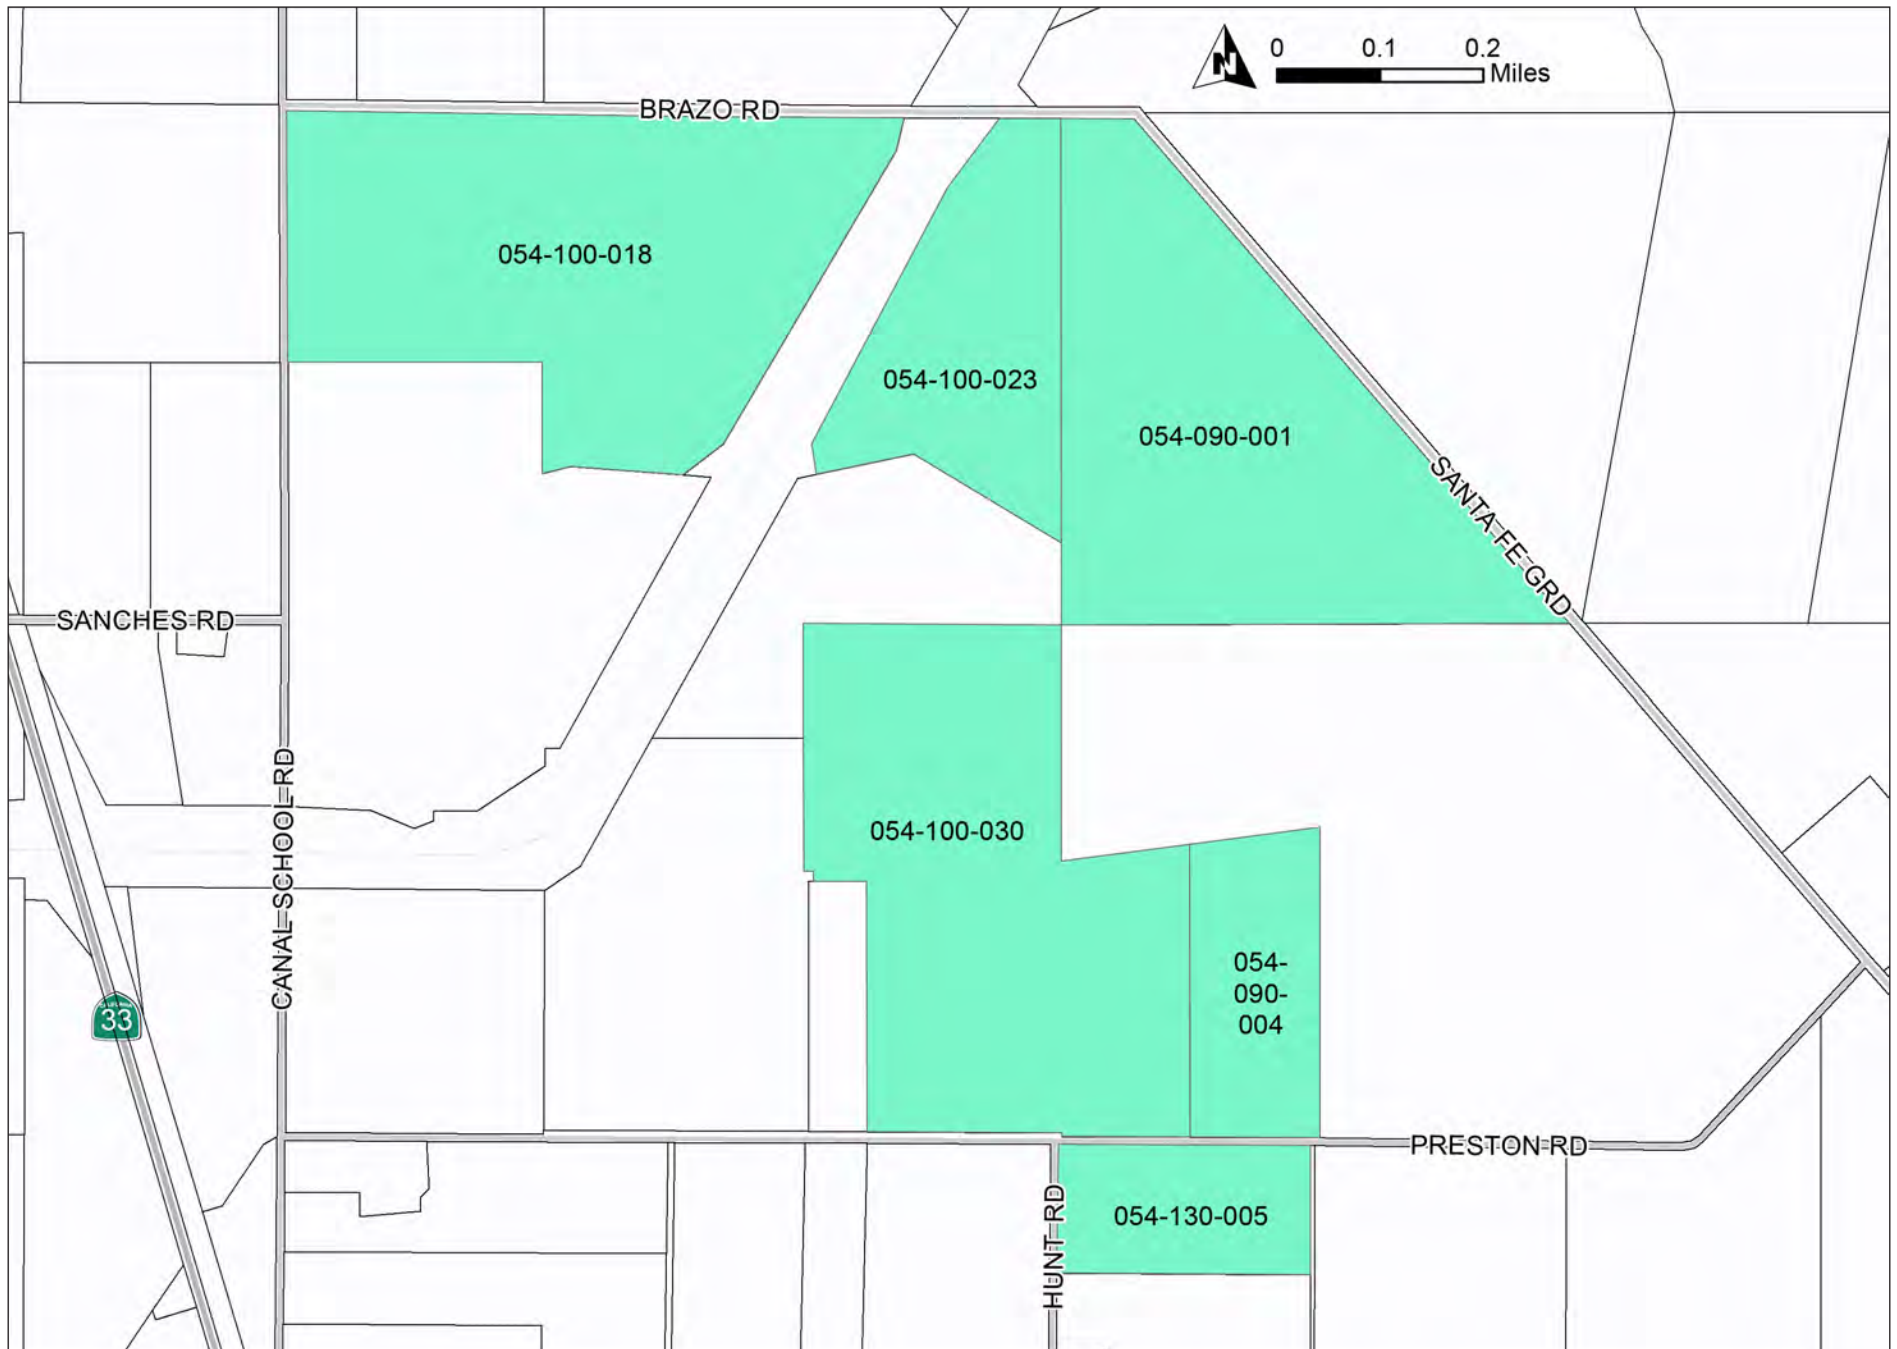 0 0.1 0.2
Miles
N
BRAZO RD
054-100-018
054-100-023
054-090-001
SANTA FE GRD
SANCHES RD
CANAL SCHOOL RD
054-100-030
054-
090-
004
33
PRESTON RD
HUNT RD
054-130-005